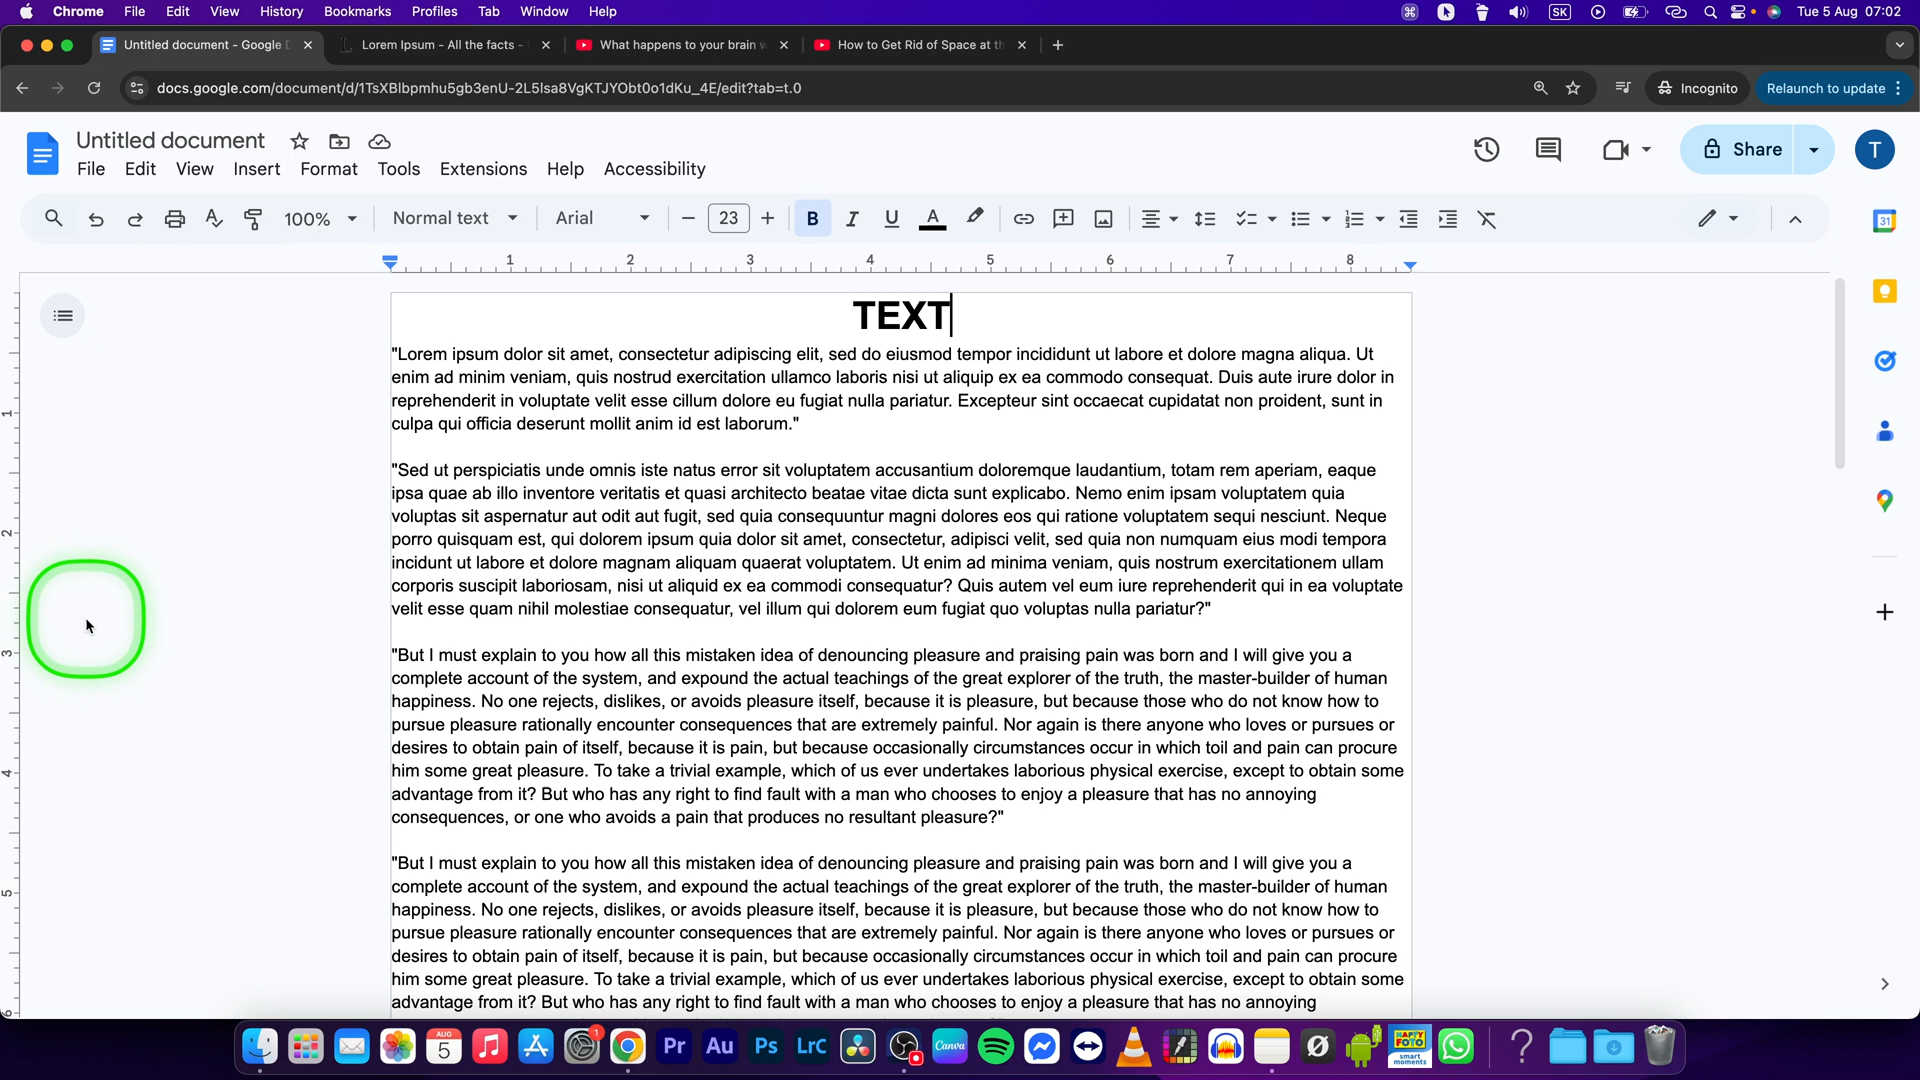 Chrome File Edit View History Bookmarks Profiles Tab Window Help SK Tue 5 Aug 07:02
Untitled document - Google Lorem Ipsum - All the facts - What happens to your brain How to Get Rid of Space at
docs.google.com/document/d/1TsXBlbpmhu5gb3enU-2L5lsa8VgKTJYObt0o1dKu_4E/edit?tab=t.0 Incognito Relaunch to update
Untitled document
File Edit View Insert Format Tools Extensions Help Accessibility
Share T
100% Normal text Arial 23 B I U A
31
1 2 3 4 5 6 7 8
TEXT
"Lorem ipsum dolor sit amet, consectetur adipiscing elit, sed do eiusmod tempor incididunt ut labore et dolore magna aliqua. Ut
enim ad minim veniam, quis nostrud exercitation ullamco laboris nisi ut aliquip ex ea commodo consequat. Duis aute irure dolor in
reprehenderit in voluptate velit esse cillum dolore eu fugiat nulla pariatur. Excepteur sint occaecat cupidatat non proident, sunt in
culpa qui officia deserunt mollit anim id est laborum."
"Sed ut perspiciatis unde omnis iste natus error sit voluptatem accusantium doloremque laudantium, totam rem aperiam, eaque
ipsa quae ab illo inventore veritatis et quasi architecto beatae vitae dicta sunt explicabo. Nemo enim ipsam voluptatem quia
voluptas sit aspernatur aut odit aut fugit, sed quia consequuntur magni dolores eos qui ratione voluptatem sequi nesciunt. Neque
porro quisquam est, qui dolorem ipsum quia dolor sit amet, consectetur, adipisci velit, sed quia non numquam eius modi tempora
incidunt ut labore et dolore magnam aliquam quaerat voluptatem. Ut enim ad minima veniam, quis nostrum exercitationem ullam
corporis suscipit laboriosam, nisi ut aliquid ex ea commodi consequatur? Quis autem vel eum iure reprehenderit qui in ea voluptate
velit esse quam nihil molestiae consequatur, vel illum qui dolorem eum fugiat quo voluptas nulla pariatur?"
"But I must explain to you how all this mistaken idea of denouncing pleasure and praising pain was born and I will give you a
complete account of the system, and expound the actual teachings of the great explorer of the truth, the master-builder of human
happiness. No one rejects, dislikes, or avoids pleasure itself, because it is pleasure, but because those who do not know how to
pursue pleasure rationally encounter consequences that are extremely painful. Nor again is there anyone who loves or pursues or
desires to obtain pain of itself, because it is pain, but because occasionally circumstances occur in which toil and pain can procure
him some great pleasure. To take a trivial example, which of us ever undertakes laborious physical exercise, except to obtain some
advantage from it? But who has any right to find fault with a man who chooses to enjoy a pleasure that has no annoying
consequences, or one who avoids a pain that produces no resultant pleasure?"
"But I must explain to you how all this mistaken idea of denouncing pleasure and praising pain was born and I will give you a
complete account of the system, and expound the actual teachings of the great explorer of the truth, the master-builder of human
happiness. No one rejects, dislikes, or avoids pleasure itself, because it is pleasure, but because those who do not know how to
pursue pleasure rationally encounter consequences that are extremely painful. Nor again is there anyone who loves or pursues or
desires to obtain pain of itself, because it is pain, but because occasionally circumstances occur in which toil and pain can procure
him some great pleasure. To take a trivial example, which of us ever undertakes laborious physical exercise, except to obtain some
advantage from it? But who has any right to find fault with a man who chooses to enjoy a pleasure that has no annoying
1
2
3
4
5
AUG 5 1 Pr Au Ps LrC Canva HAPPY FOTO smart moments